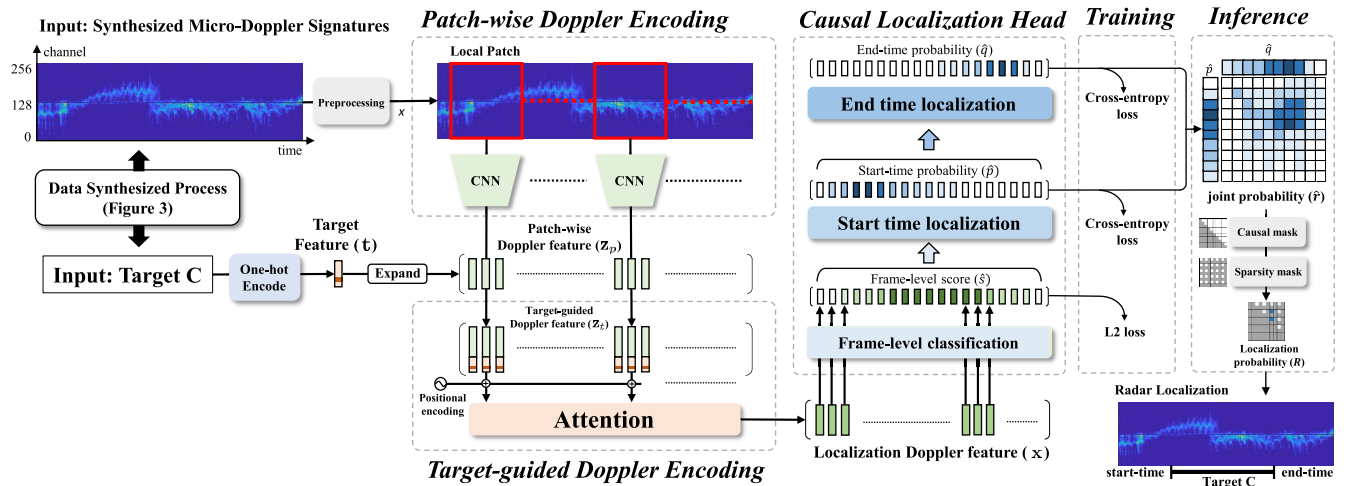 Patch-wise Doppler Encoding
Causal Localization Head
Training
Inference
Input: Synthesized Micro-Doppler Signatures
channel
256
128
0
time
Preprocessing
x
Local Patch
CNN
CNN
Data Synthesized Process
(Figure 3)
Input: Target C
One-hot
Encode
Target
Feature (t)
Expand
Patch-wise
Doppler feature (z_p)
Target-guided
Doppler feature (z_t)
Positional
encoding
Attention
Target-guided Doppler Encoding
End-time probability (q̂)
End time localization
Start-time probability (p̂)
Start time localization
Frame-level score (ŝ)
Frame-level classification
Localization Doppler feature (x)
Cross-entropy
loss
Cross-entropy
loss
L2 loss
q̂
p̂
joint probability (r̂)
Causal mask
Sparsity mask
Localization
probability (R)
Radar Localization
start-time
end-time
Target C